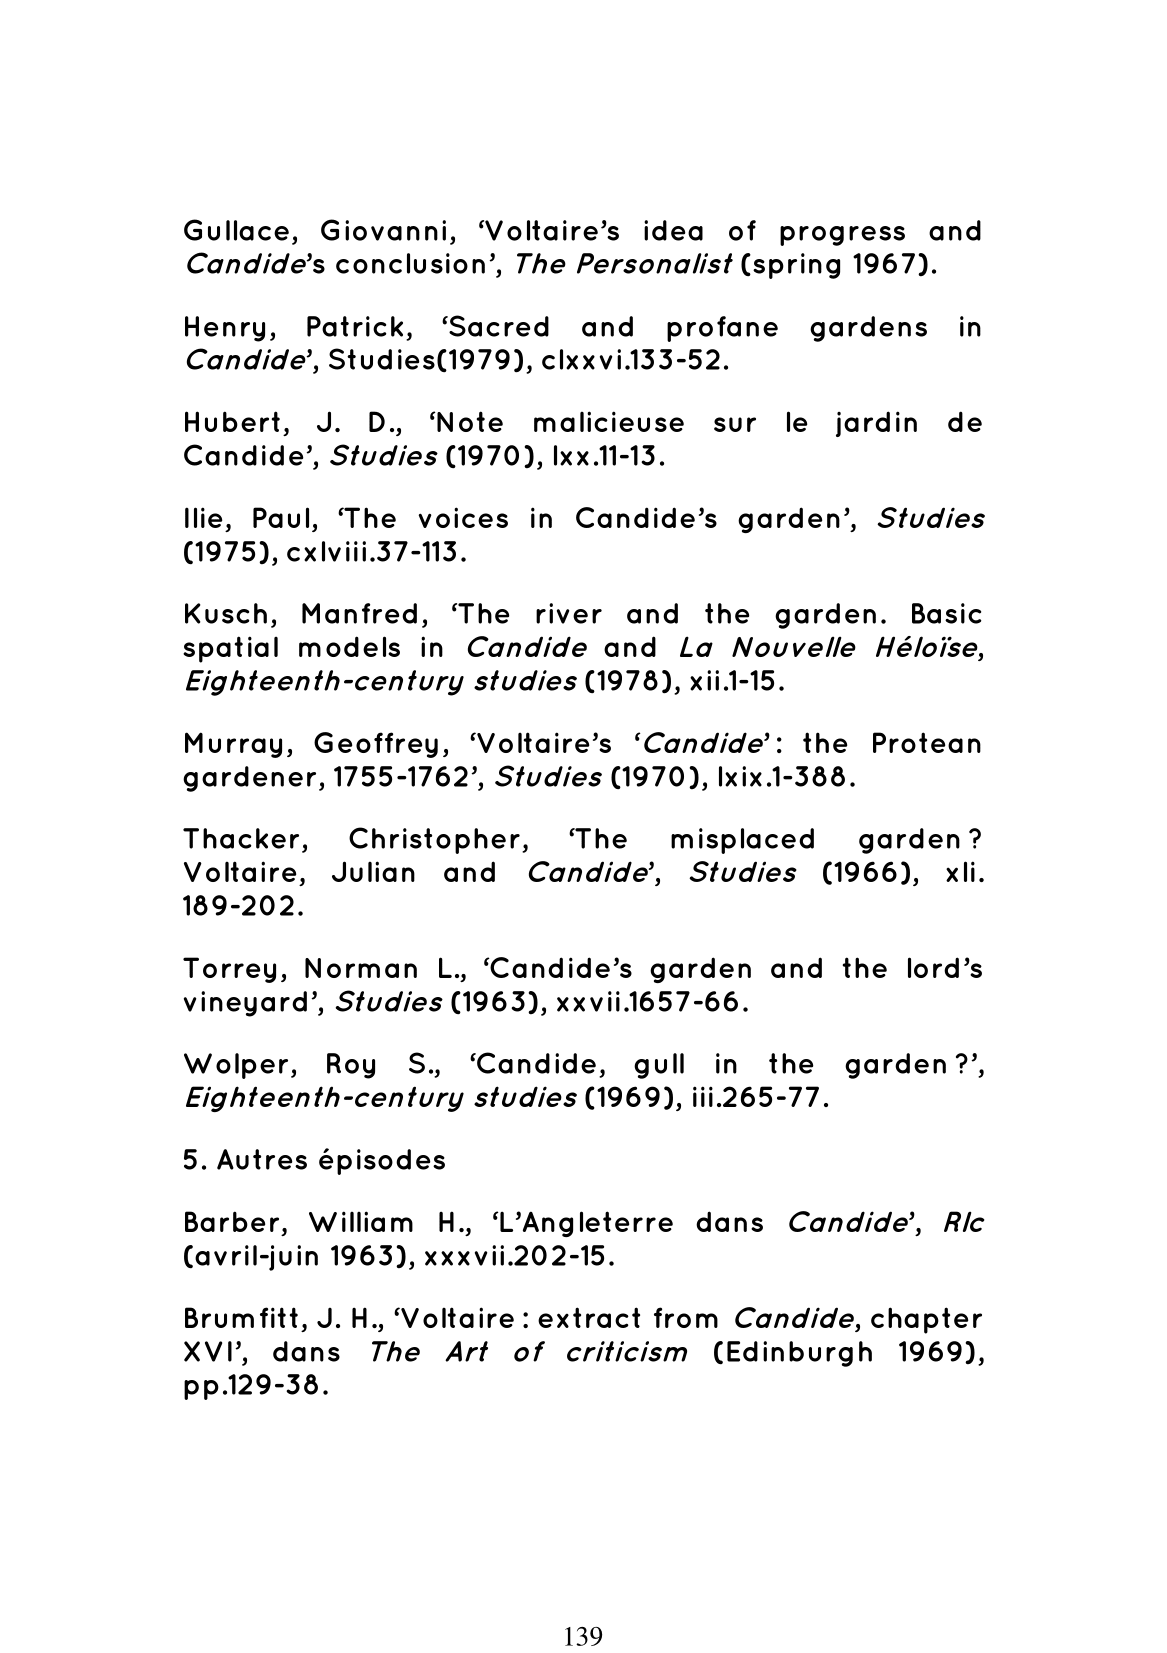 Gullace, Giovanni, ‘Voltaire’s idea of progress and
Candide’s conclusion’, The Personalist (spring 1967).
Henry, Patrick, ‘Sacred and profane gardens in
Candide’, Studies(1979), clxxvi.133-52.
Hubert, J. D., ‘Note malicieuse sur le jardin de
Candide’, Studies (1970), lxx.11-13.
Ilie, Paul, ‘The voices in Candide’s garden’, Studies
(1975), cxlviii.37-113.
Kusch, Manfred, ‘The river and the garden. Basic
spatial models in Candide and La Nouvelle Héloïse,
Eighteenth-century studies (1978), xii.1-15.
Murray, Geoffrey, ‘Voltaire’s ‘Candide’ : the Protean
gardener, 1755-1762’, Studies (1970), lxix.1-388.
Thacker, Christopher, ‘The misplaced garden ?
Voltaire, Julian and Candide’, Studies (1966), xli.
189-202.
Torrey, Norman L., ‘Candide’s garden and the lord’s
vineyard’, Studies (1963), xxvii.1657-66.
Wolper, Roy S., ‘Candide, gull in the garden ?’,
Eighteenth-century studies (1969), iii.265-77.
5. Autres épisodes
Barber, William H., ‘L’Angleterre dans Candide’, Rlc
(avril-juin 1963), xxxvii.202-15.
Brumfitt, J. H., ‘Voltaire : extract from Candide, chapter
XVI’, dans The Art of criticism (Edinburgh 1969),
pp.129-38.
139